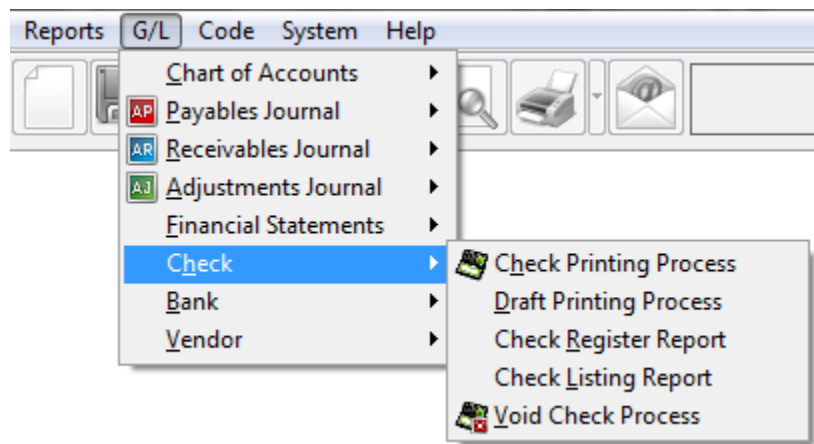 Reports G/L Code System Help
Chart of Accounts
AP Payables Journal
AR Receivables Journal
AJ Adjustments Journal
Financial Statements
Check
Bank
Vendor
Check Printing Process
Draft Printing Process
Check Register Report
Check Listing Report
Void Check Process